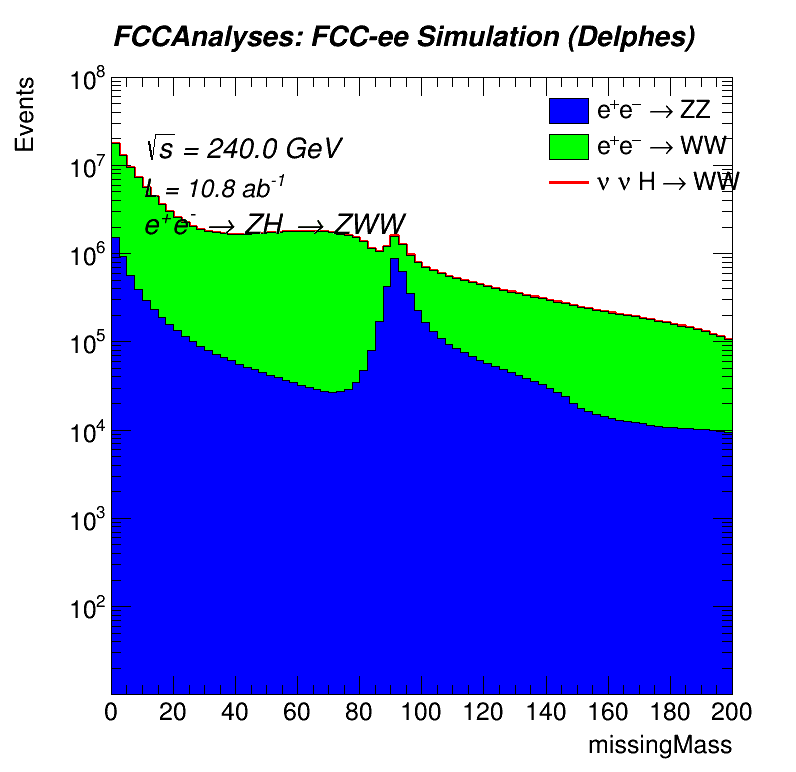 FCCAnalyses: FCC-ee Simulation (Delphes)
Events
10⁸
10⁷
10⁶
10⁵
10⁴
10³
10²
√s = 240.0 GeV
L = 10.8 ab⁻¹
e⁺e⁻ → ZH → ZWW
e⁺e⁻ → ZZ
e⁺e⁻ → WW
ν ν H → WW̄
0 20 40 60 80 100 120 140 160 180 200
missingMass